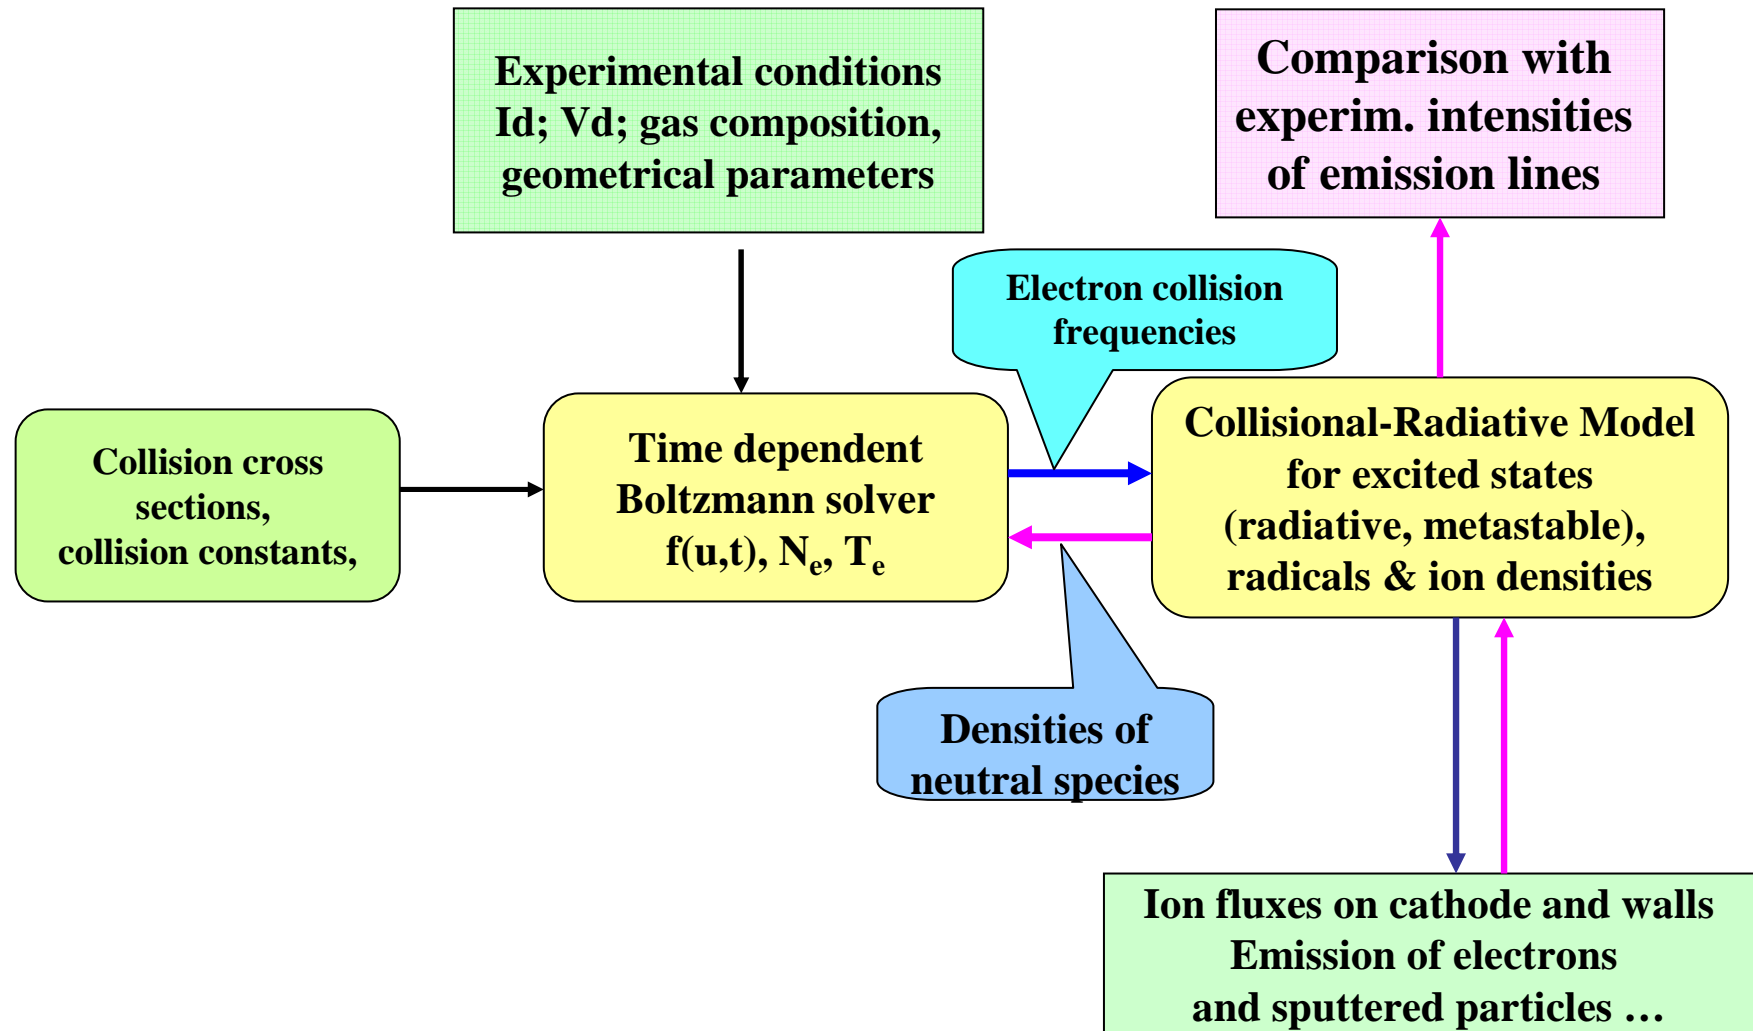 Experimental conditions
Id; Vd; gas composition,
geometrical parameters
Comparison with
experim. intensities
of emission lines
Electron collision
frequencies
Collision cross
sections,
collision constants,
Time dependent
Boltzmann solver
f(u,t), Nₑ, Tₑ
Collisional-Radiative Model
for excited states
(radiative, metastable),
radicals & ion densities
Densities of
neutral species
Ion fluxes on cathode and walls
Emission of electrons
and sputtered particles …